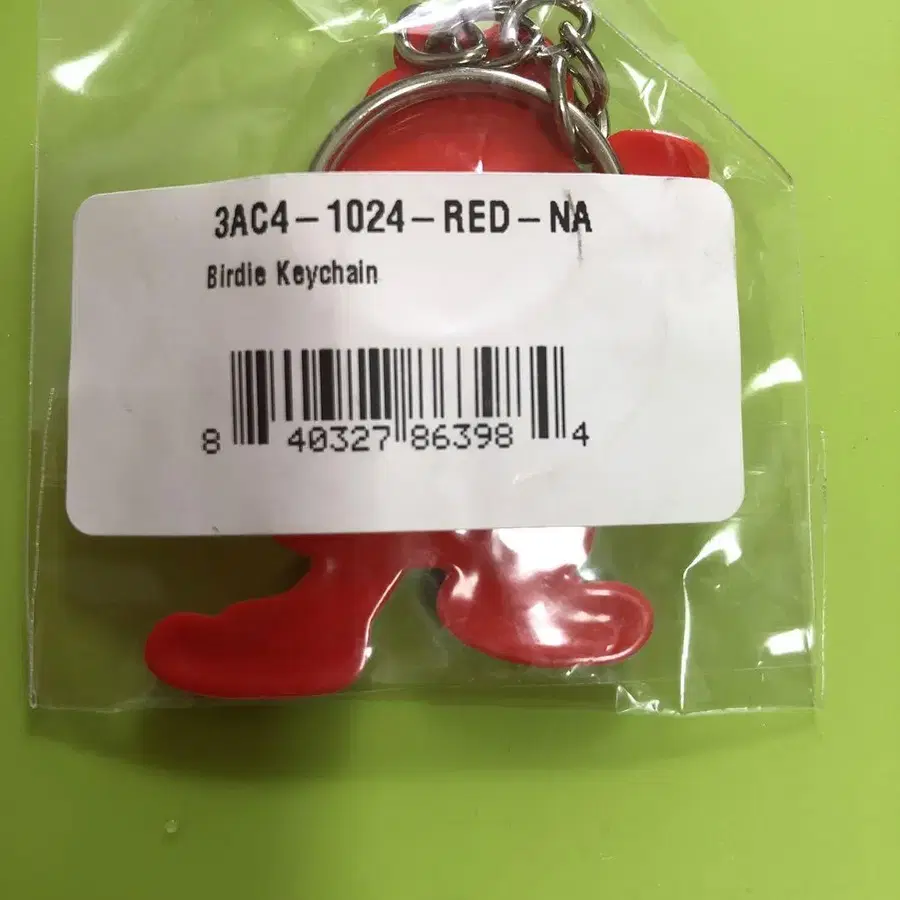 3AC4-1024-RED-NA
Birdie Keychain
8 40327 86398 4